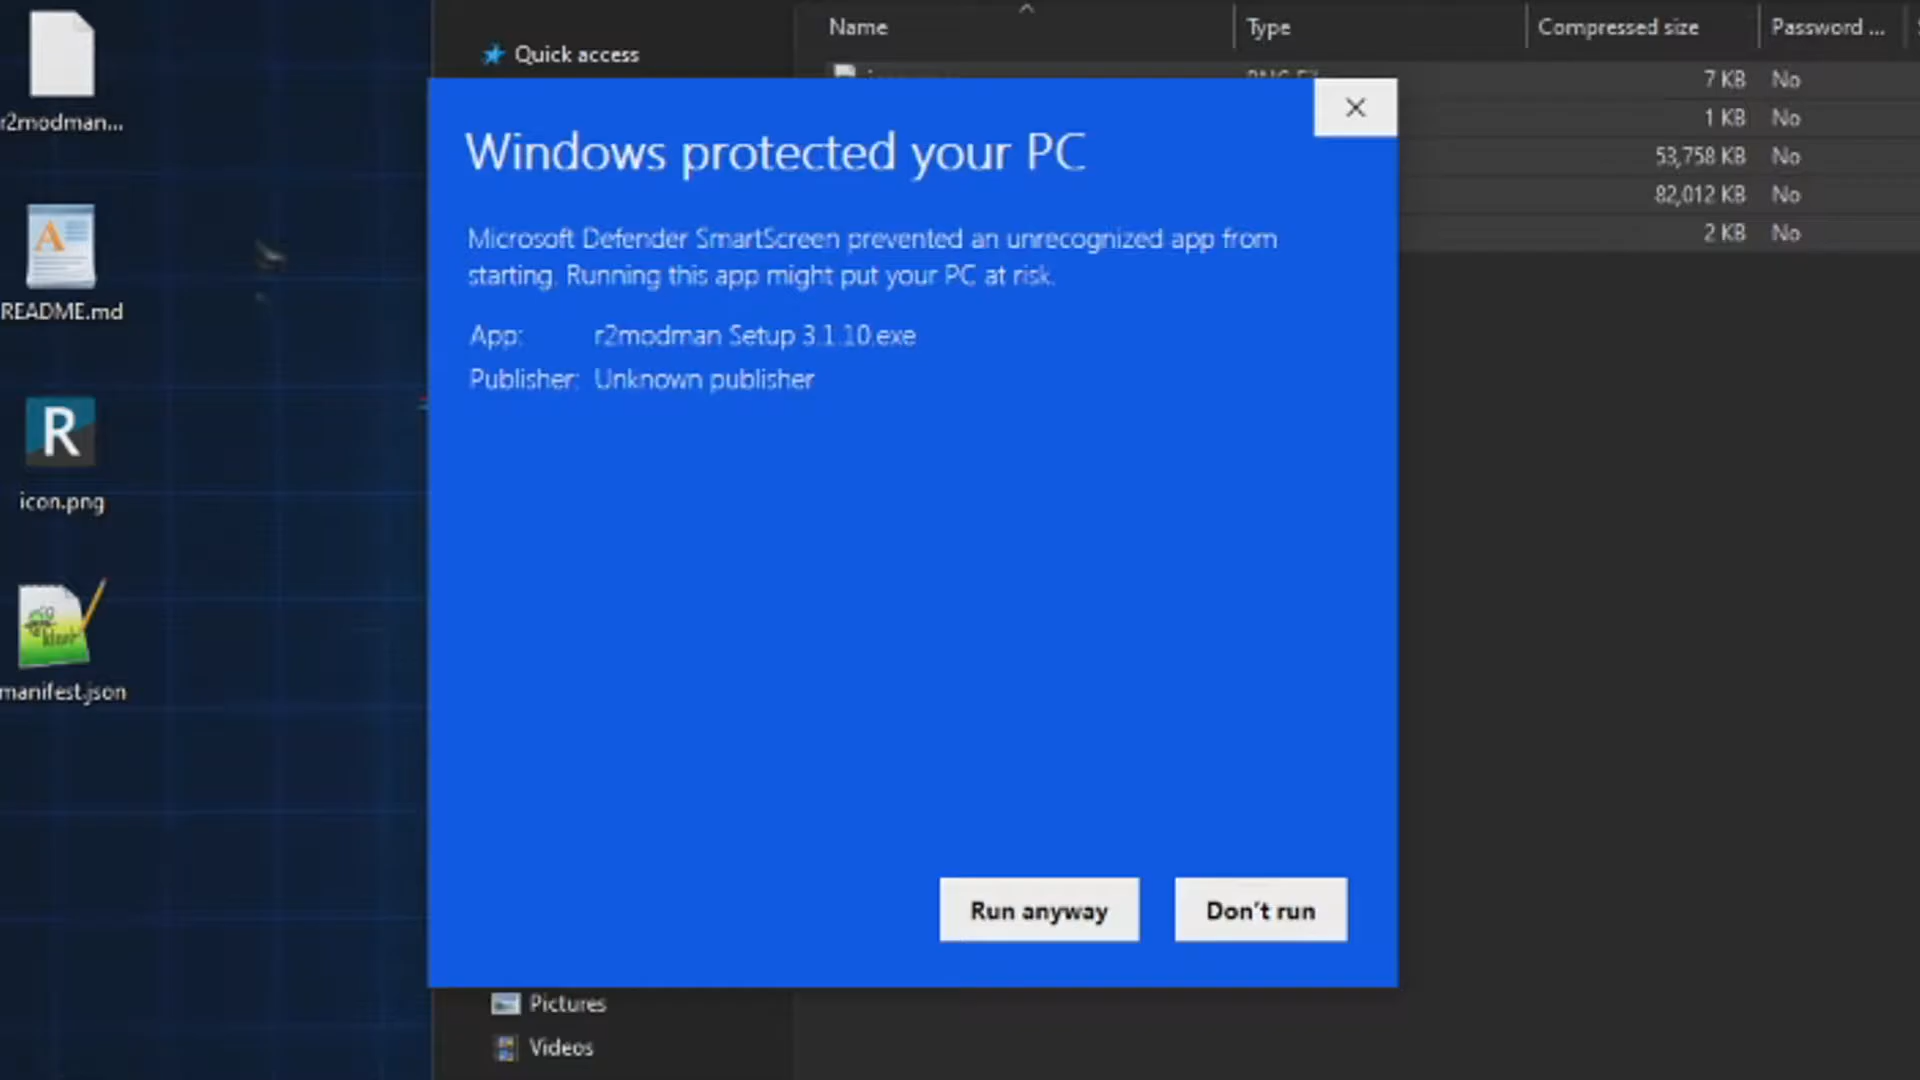 Name
Type
Compressed size
Password ...
Quick access
7 KB No
1 KB No
53,758 KB No
82,012 KB No
2 KB No
r2modman...
README.md
icon.png
manifest.json
Windows protected your PC
Microsoft Defender SmartScreen prevented an unrecognized app from
starting. Running this app might put your PC at risk.
App: r2modman Setup 3.1.10.exe
Publisher: Unknown publisher
Run anyway
Don't run
Pictures
Videos